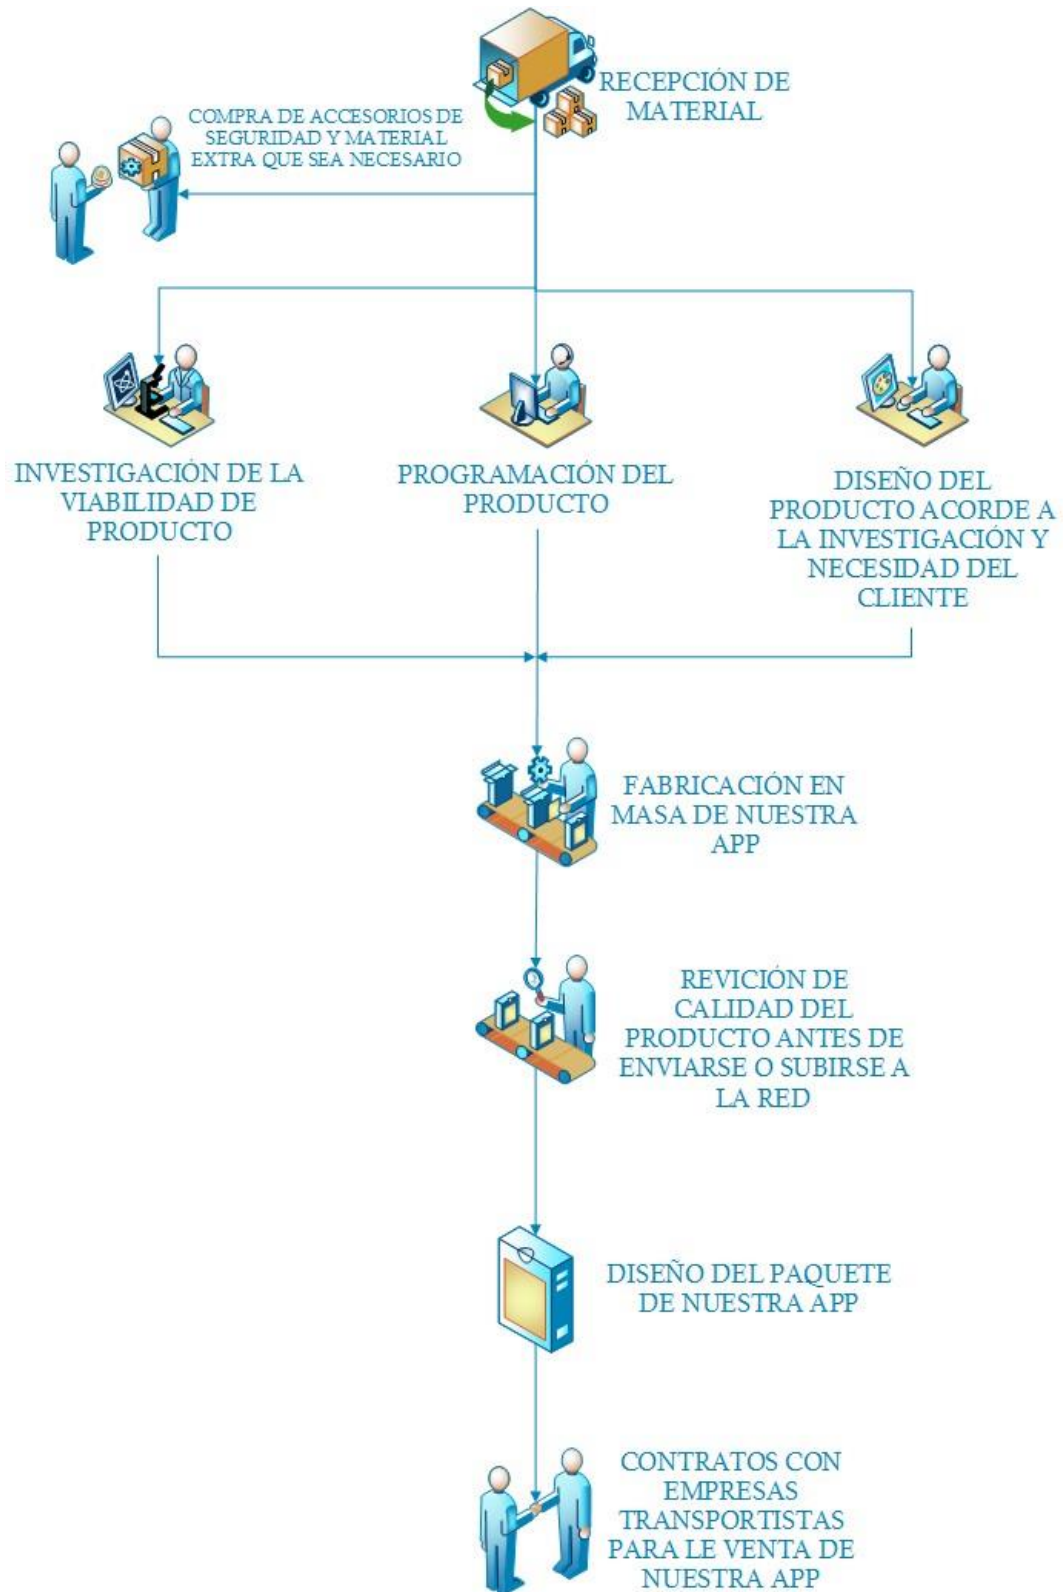 RECEPCIÓN DE
MATERIAL
COMPRA DE ACCESORIOS DE
SEGURIDAD Y MATERIAL
EXTRA QUE SEA NECESARIO
INVESTIGACIÓN DE LA
VIABILIDAD DE
PRODUCTO
PROGRAMACIÓN DEL
PRODUCTO
DISEÑO DEL
PRODUCTO ACORDE A
LA INVESTIGACIÓN Y
NECESIDAD DEL
CLIENTE
FABRICACIÓN EN
MASA DE NUESTRA
APP
REVICIÓN DE
CALIDAD DEL
PRODUCTO ANTES DE
ENVIARSE O SUBIRSE A
LA RED
DISEÑO DEL PAQUETE
DE NUESTRA APP
CONTRATOS CON
EMPRESAS
TRANSPORTISTAS
PARA LE VENTA DE
NUESTRA APP